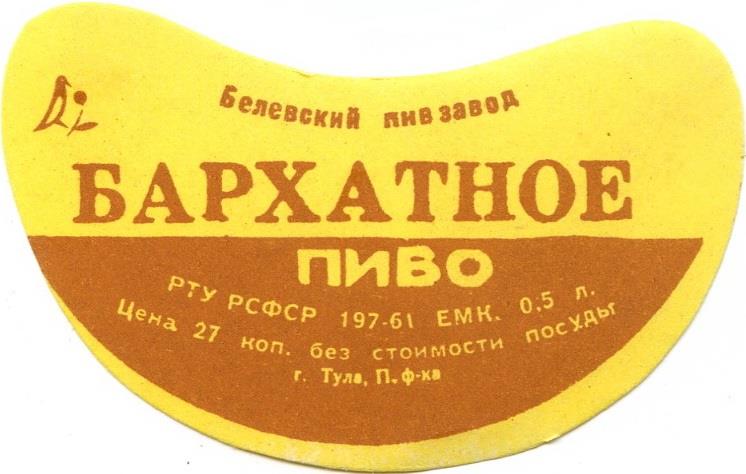 Белевский пивзавод
БАРХАТНОЕ
ПИВО
РТУ РСФСР 197-61 ЕМК. 0,5 л.
Цена 27 коп. без стоимости посуды
г. Тула, П. ф-ка